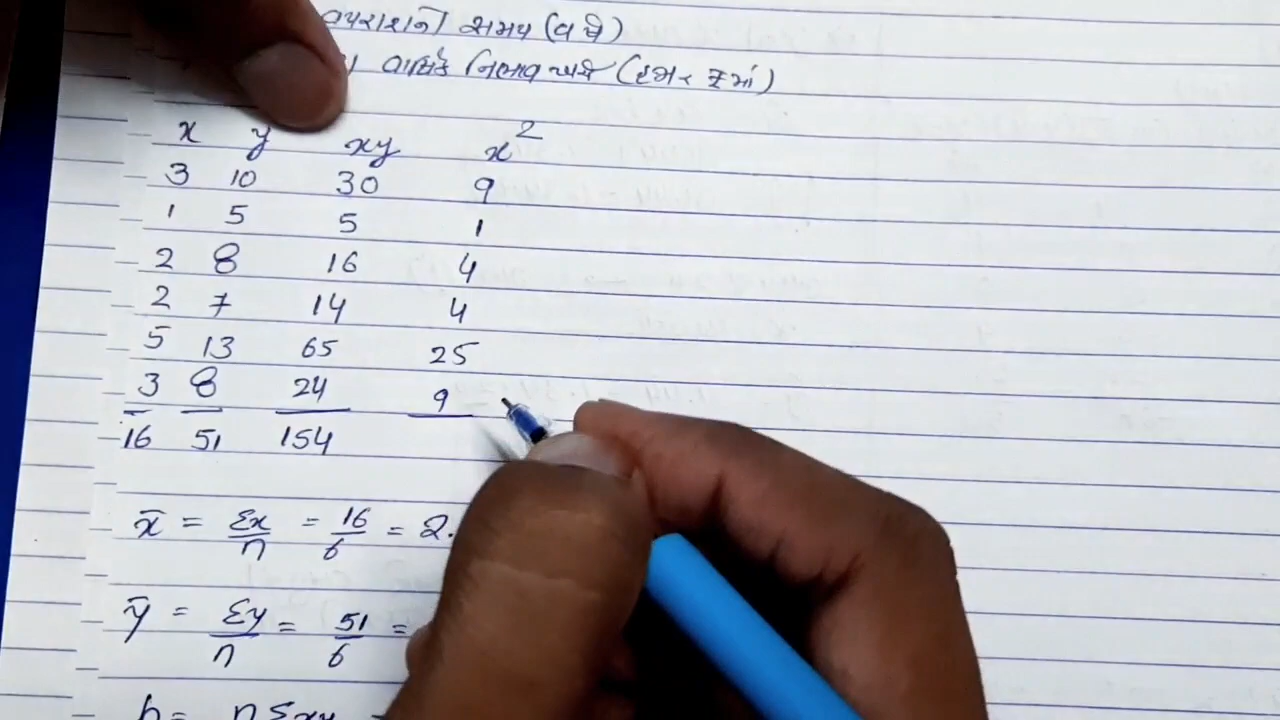 વપરાશનો સમય (વર્ષ)
વાર્ષિક નિભાવ ખર્ચ (હજાર ₹ માં)
x y xy x²
3 10 30 9
1 5 5 1
2 8 16 4
2 7 14 4
5 13 65 25
3 8 24 9
16 51 154
x̄ = Σx/n = 16/6 = 2.
ȳ = Σy/n = 51/6 =
b = nΣxy